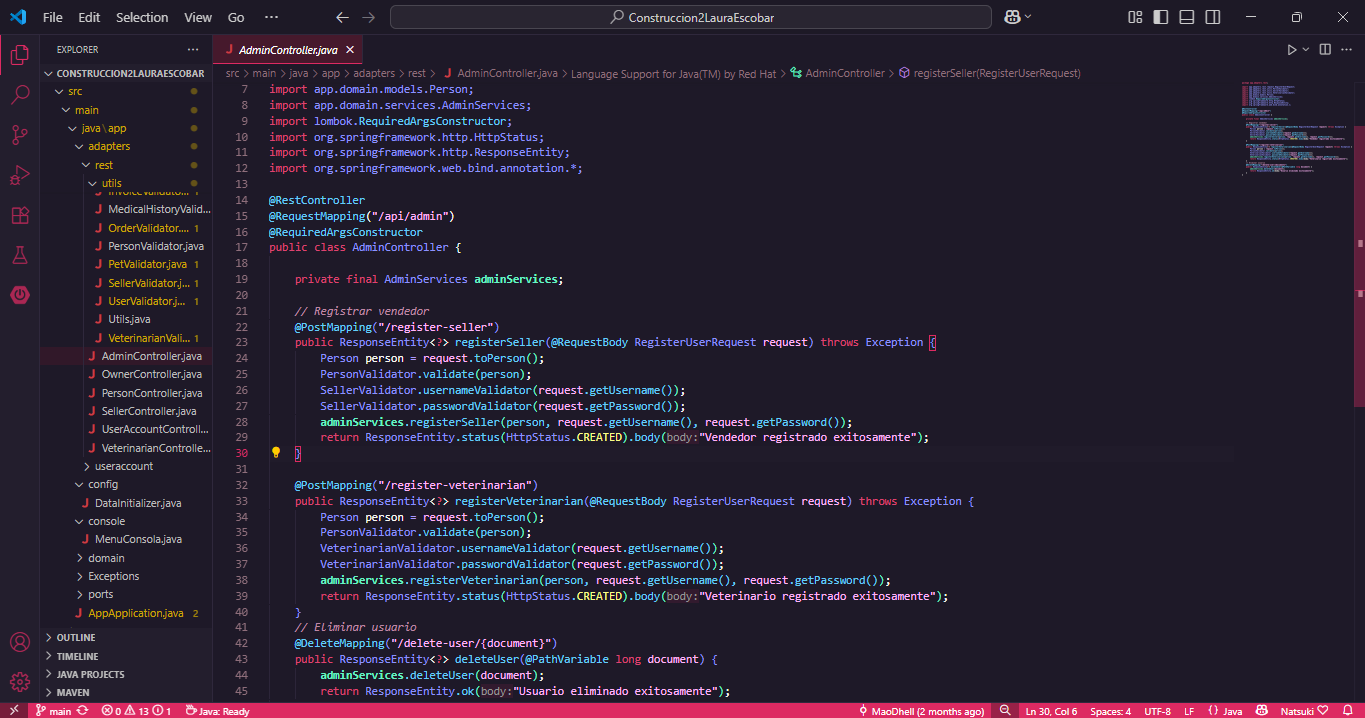 File Edit Selection View Go ··· Construccion2LauraEscobar
EXPLORER ···
CONSTRUCCION2LAURAESCOBAR
src
main
java\app
adapters
rest
utils
MedicalHistoryValid...
OrderValidator.... 1
PersonValidator.java
PetValidator.java 1
SellerValidator.j... 1
UserValidator.j... 1
Utils.java
VeterinarianVali... 1
AdminController.java
OwnerController.java
PersonController.java
SellerController.java
UserAccountControll...
VeterinarianControlle...
useraccount
config
DataInitializer.java
console
MenuConsola.java
domain
Exceptions
ports
AppApplication.java 2
OUTLINE
TIMELINE
JAVA PROJECTS
MAVEN
AdminController.java
src > main > java > app > adapters > rest > AdminController.java > Language Support for Java(TM) by Red Hat > AdminController > registerSeller(RegisterUserRequest)
7 import app.domain.models.Person;
8 import app.domain.services.AdminServices;
9 import lombok.RequiredArgsConstructor;
10 import org.springframework.http.HttpStatus;
11 import org.springframework.http.ResponseEntity;
12 import org.springframework.web.bind.annotation.*;
13
14 @RestController
15 @RequestMapping("/api/admin")
16 @RequiredArgsConstructor
17 public class AdminController {
18
19 private final AdminServices adminServices;
20
21 // Registrar vendedor
22 @PostMapping("/register-seller")
23 public ResponseEntity<?> registerSeller(@RequestBody RegisterUserRequest request) throws Exception {
24 Person person = request.toPerson();
25 PersonValidator.validate(person);
26 SellerValidator.usernameValidator(request.getUsername());
27 SellerValidator.passwordValidator(request.getPassword());
28 adminServices.registerSeller(person, request.getUsername(), request.getPassword());
29 return ResponseEntity.status(HttpStatus.CREATED).body(body:"Vendedor registrado exitosamente");
30 }
31
32 @PostMapping("/register-veterinarian")
33 public ResponseEntity<?> registerVeterinarian(@RequestBody RegisterUserRequest request) throws Exception {
34 Person person = request.toPerson();
35 PersonValidator.validate(person);
36 VeterinarianValidator.usernameValidator(request.getUsername());
37 VeterinarianValidator.passwordValidator(request.getPassword());
38 adminServices.registerVeterinarian(person, request.getUsername(), request.getPassword());
39 return ResponseEntity.status(HttpStatus.CREATED).body(body:"Veterinario registrado exitosamente");
40 }
41 // Eliminar usuario
42 @DeleteMapping("/delete-user/{document}")
43 public ResponseEntity<?> deleteUser(@PathVariable long document) {
44 adminServices.deleteUser(document);
45 return ResponseEntity.ok(body:"Usuario eliminado exitosamente");
main 0 13 1 Java: Ready MaoDhell (2 months ago) Ln 30, Col 6 Spaces: 4 UTF-8 LF {} Java Natsuki ♡